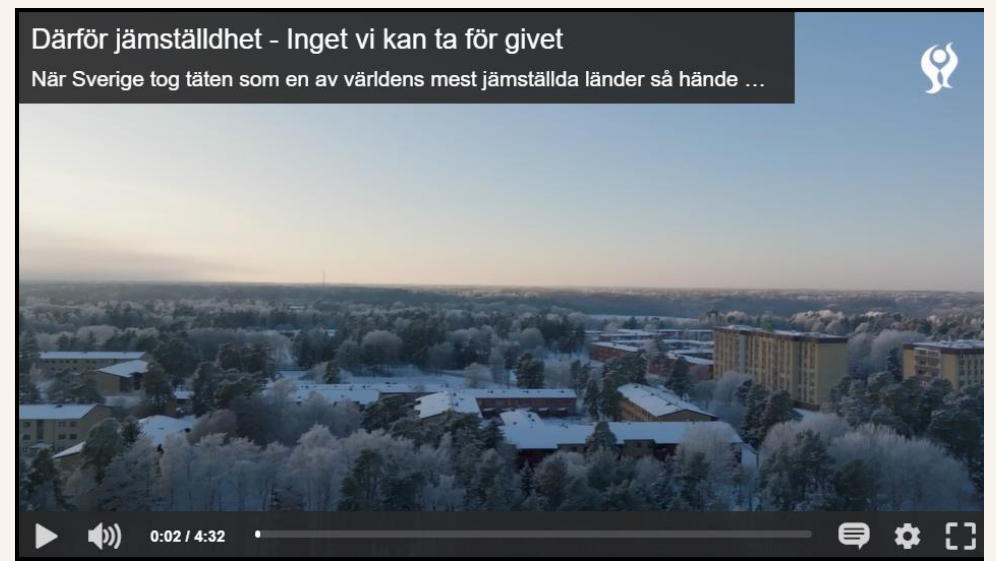 Därför jämställdhet - Inget vi kan ta för givet
När Sverige tog täten som en av världens mest jämställda länder så hände ...
0:02 / 4:32